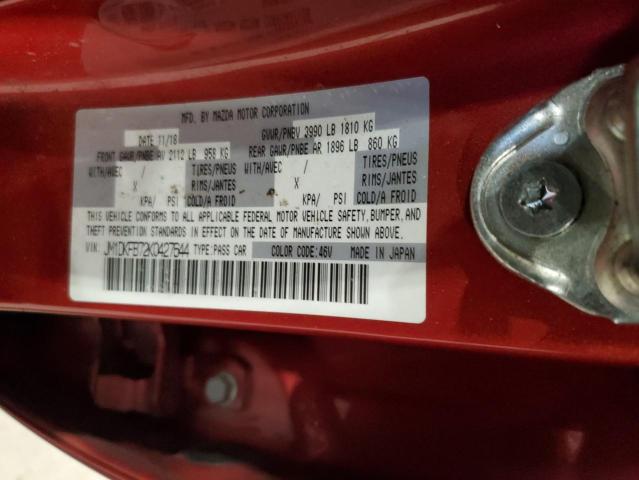 MFD. BY MAZDA MOTOR CORPORATION
DATE 11/18 GVWR/PNBV 3990 LB 1810 KG
FRONT GAWR/PNBE AV 2112 LB 958 KG REAR GAWR/PNBE AR 1896 LB 860 KG
WITH/AVEC / TIRES/PNEUS WITH/AVEC / TIRES/PNEUS
X RIMS/JANTES X RIMS/JANTES
KPA/ PSI COLD/A FROID KPA/ PSI COLD/A FROID
THIS VEHICLE CONFORMS TO ALL APPLICABLE FEDERAL MOTOR VEHICLE SAFETY, BUMPER, AND
THEFT PREVENTION STANDARDS IN EFFECT ON THE DATE OF MANUFACTURE SHOWN ABOVE.
VIN: JM1DKFB72K0427644 TYPE:PASS CAR COLOR CODE:46V MADE IN JAPAN